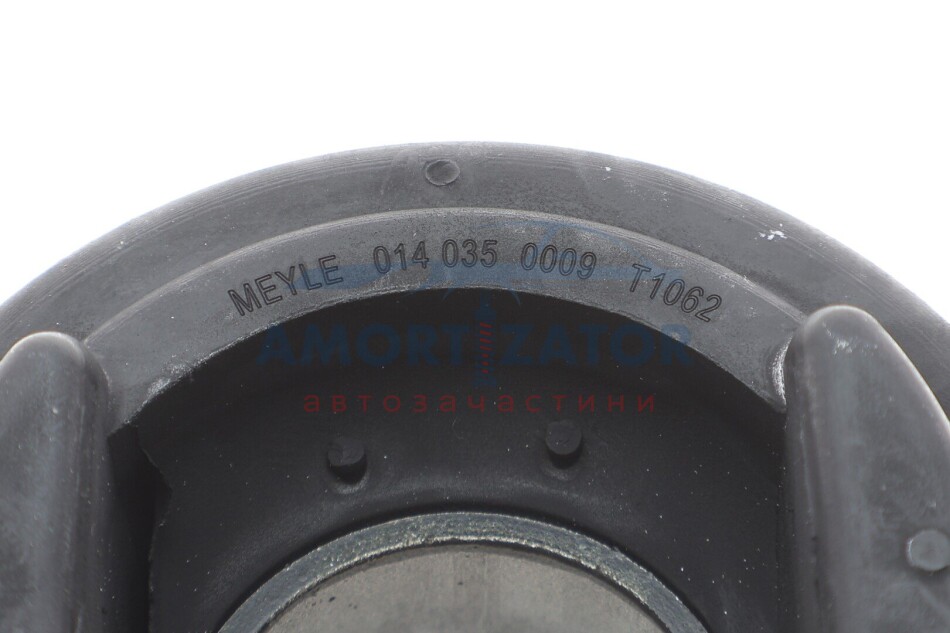 MEYLE 014 035 0009 T1062
AMORTIZATOR
автозачастини